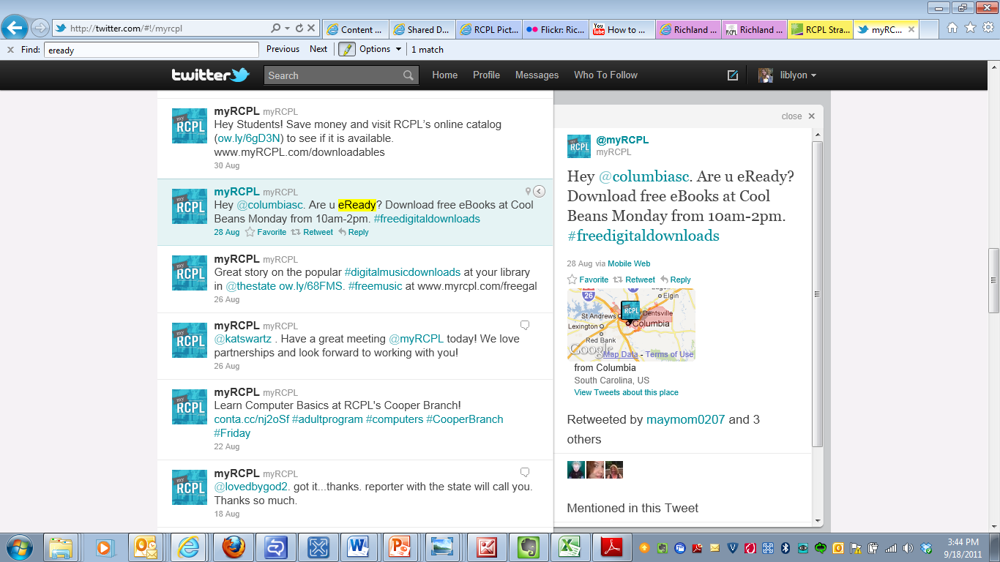 http://twitter.com/#!/myrcpl
Content ...
Shared D...
RCPL Pict...
Flickr: Ric...
How to ...
Richland ...
Richland ...
RCPL Stra...
myRC...
Find:
eready
Previous
Next
Options
1 match
twitter
Search
Home
Profile
Messages
Who To Follow
liblyon
myRCPL myRCPL
Hey Students! Save money and visit RCPL’s online catalog
(ow.ly/6gD3N) to see if it is available.
www.myRCPL.com/downloadables
30 Aug
myRCPL myRCPL
Hey @columbiasc. Are u eReady? Download free eBooks at Cool
Beans Monday from 10am-2pm. #freedigitaldownloads
28 Aug Favorite Retweet Reply
myRCPL myRCPL
Great story on the popular #digitalmusicdownloads at your library
in @thestate ow.ly/68FMS. #freemusic at www.myrcpl.com/freegal
26 Aug
myRCPL myRCPL
@katswartz . Have a great meeting @myRCPL today! We love
partnerships and look forward to working with you!
26 Aug
myRCPL myRCPL
Learn Computer Basics at RCPL's Cooper Branch!
conta.cc/nj2oSf #adultprogram #computers #CooperBranch
#Friday
22 Aug
myRCPL myRCPL
@lovedbygod2. got it...thanks. reporter with the state will call you.
Thanks so much.
18 Aug
close
@myRCPL
myRCPL
Hey @columbiasc. Are u eReady?
Download free eBooks at Cool
Beans Monday from 10am-2pm.
#freedigitaldownloads
28 Aug via Mobile Web
Favorite Retweet Reply
26
Elgin
St Andrews
Dentsville
Lexington
Columbia
Red Bank
Google
Map Data - Terms of Use
from Columbia
South Carolina, US
View Tweets about this place
Retweeted by maymom0207 and 3
others
Mentioned in this Tweet
3:44 PM
9/18/2011